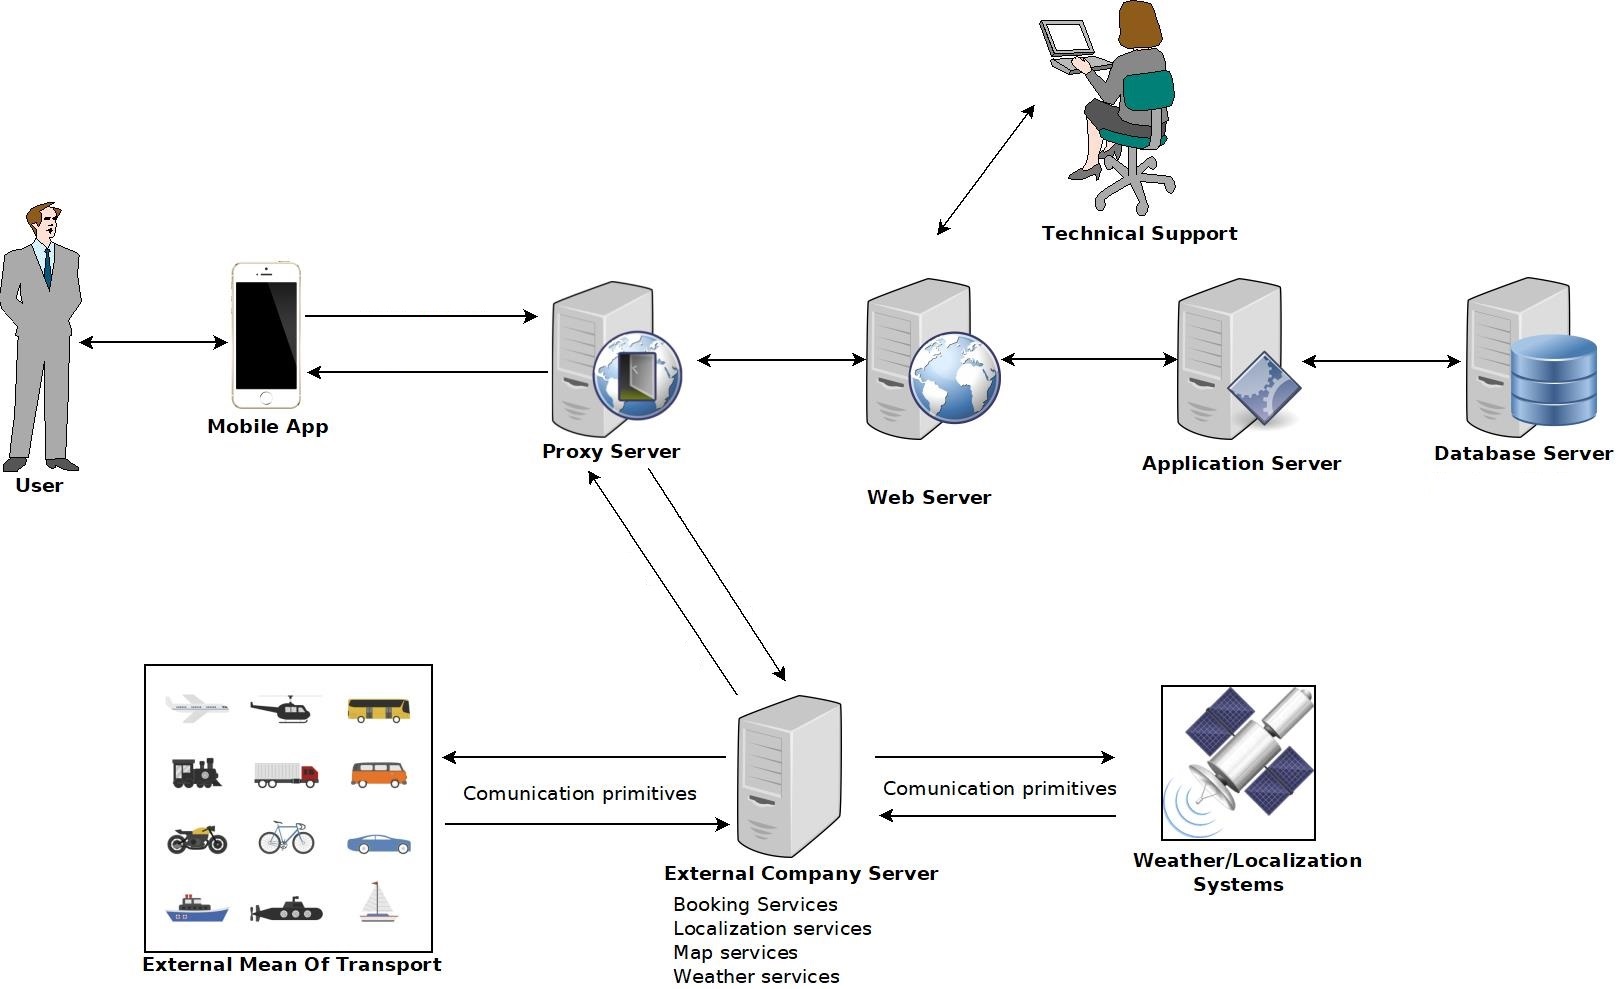 Technical Support
Mobile App
Proxy Server
Database Server
Application Server
User
Web Server
Comunication primitives
Comunication primitives
Weather/Localization
Systems
External Company Server
Booking Services
Localization services
Map services
Weather services
External Mean Of Transport